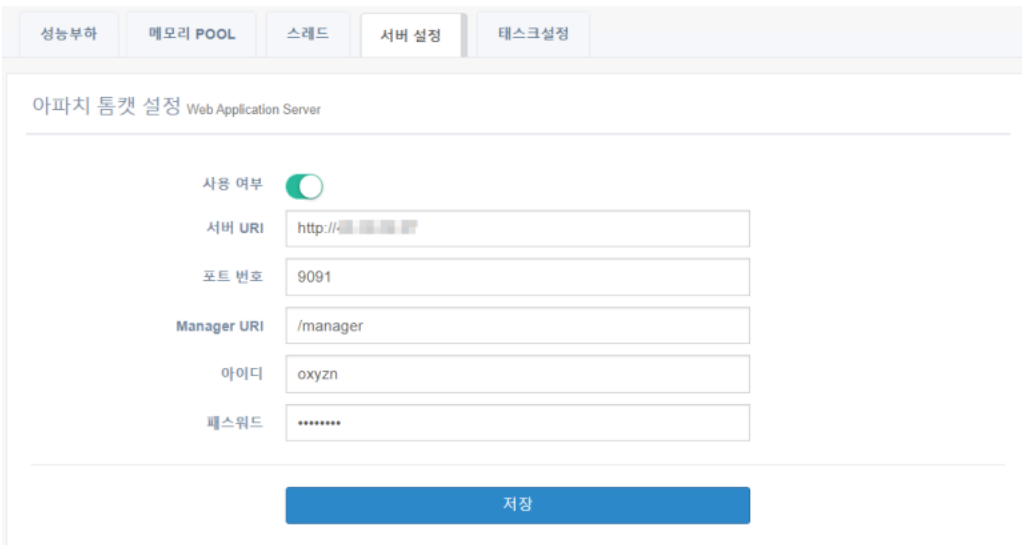 성능부하 메모리 POOL 스레드 서버 설정 태스크설정
아파치 톰캣 설정 Web Application Server
사용 여부
서버 URI http://
포트 번호 9091
Manager URI /manager
아이디 oxyzn
패스워드 ••••••••
저장